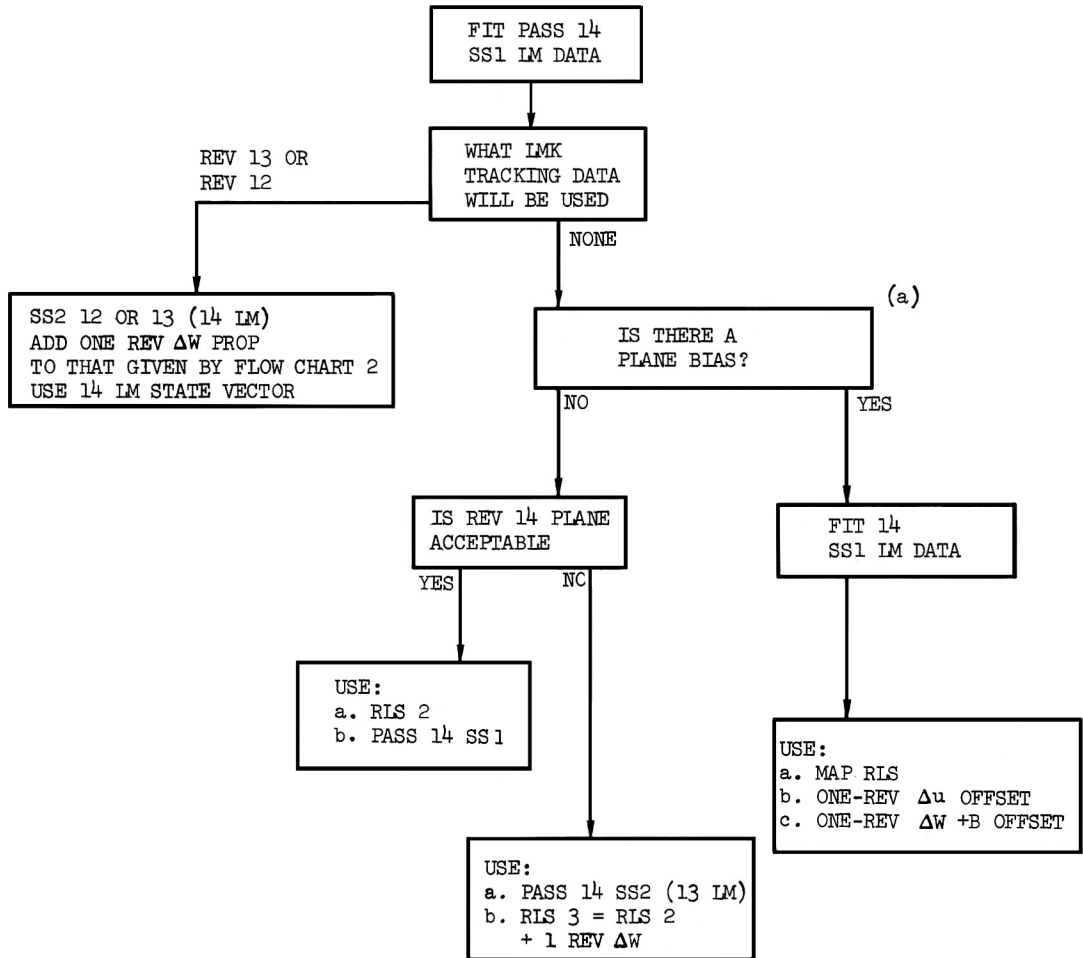 FIT PASS 14
SS1 LM DATA
WHAT LMK
TRACKING DATA
WILL BE USED
REV 13 OR
REV 12
NONE
SS2 12 OR 13 (14 LM)
ADD ONE REV ΔW PROP
TO THAT GIVEN BY FLOW CHART 2
USE 14 LM STATE VECTOR
(a)
IS THERE A
PLANE BIAS?
NO
YES
IS REV 14 PLANE
ACCEPTABLE
FIT 14
SS1 LM DATA
YES
NC
USE:
a. RLS 2
b. PASS 14 SS1
USE:
a. MAP RLS
b. ONE-REV Δu OFFSET
c. ONE-REV ΔW +B OFFSET
USE:
a. PASS 14 SS2 (13 LM)
b. RLS 3 = RLS 2
+ 1 REV ΔW